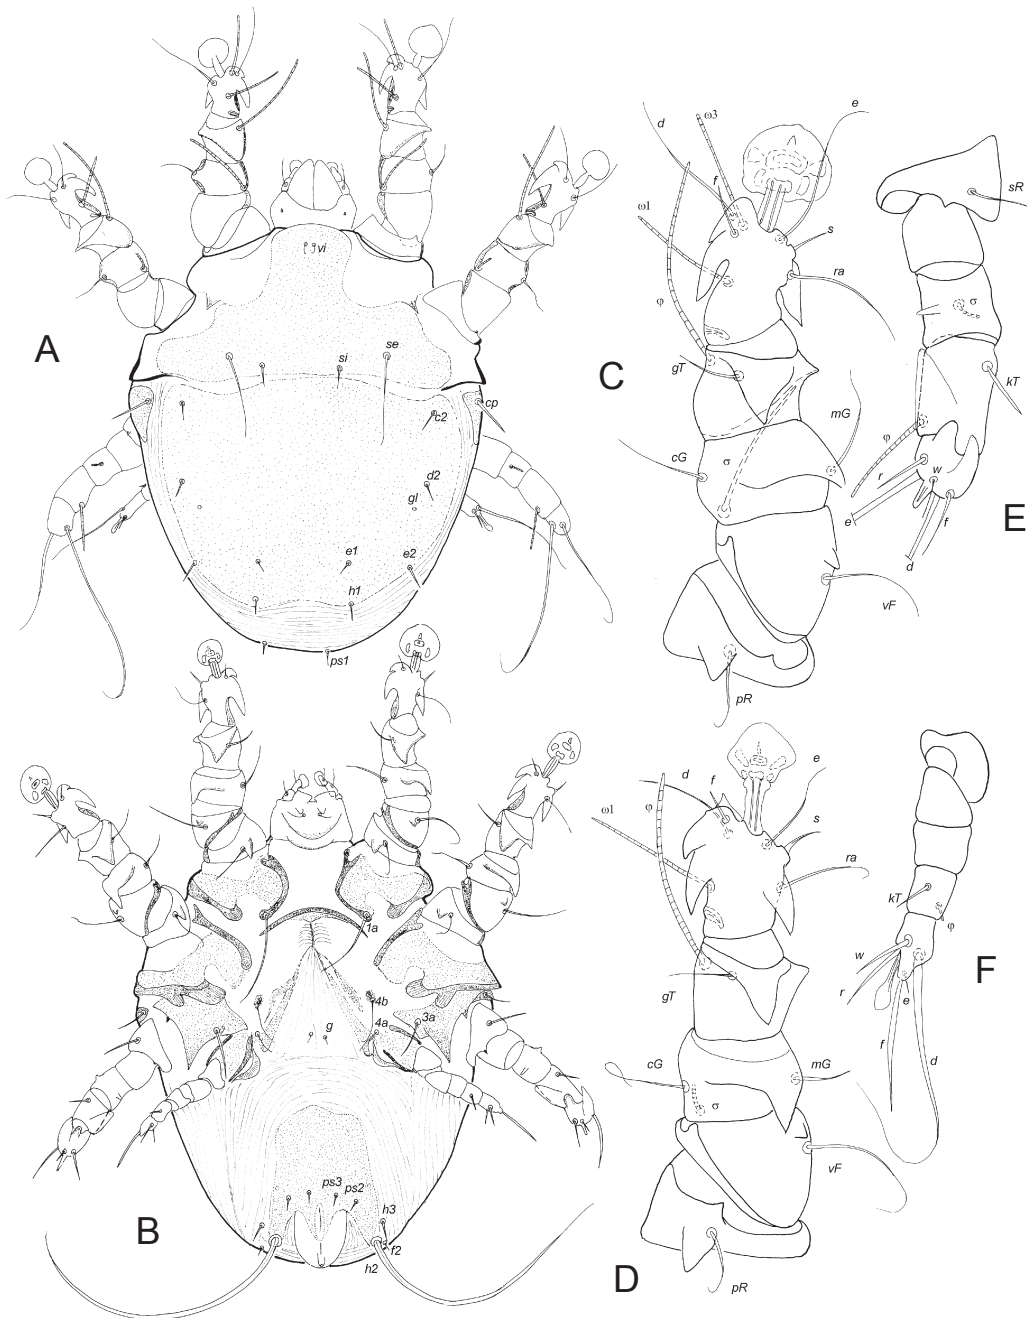 A
vi
si
se
c2
cp
d2
gl
e1
e2
h1
ps1
B
1a
4b
3a
4a
g
ps3
ps2
h3
f2
h2
C
d
ω3
e
f
ω1
s
ra
φ
gT
mG
cG
σ
vF
pR
D
d
f
e
φ
ω1
s
ra
gT
cG
mG
σ
vF
pR
E
sR
σ
kT
φ
r
w
e
f
d
F
kT
φ
w
r
e
f
d